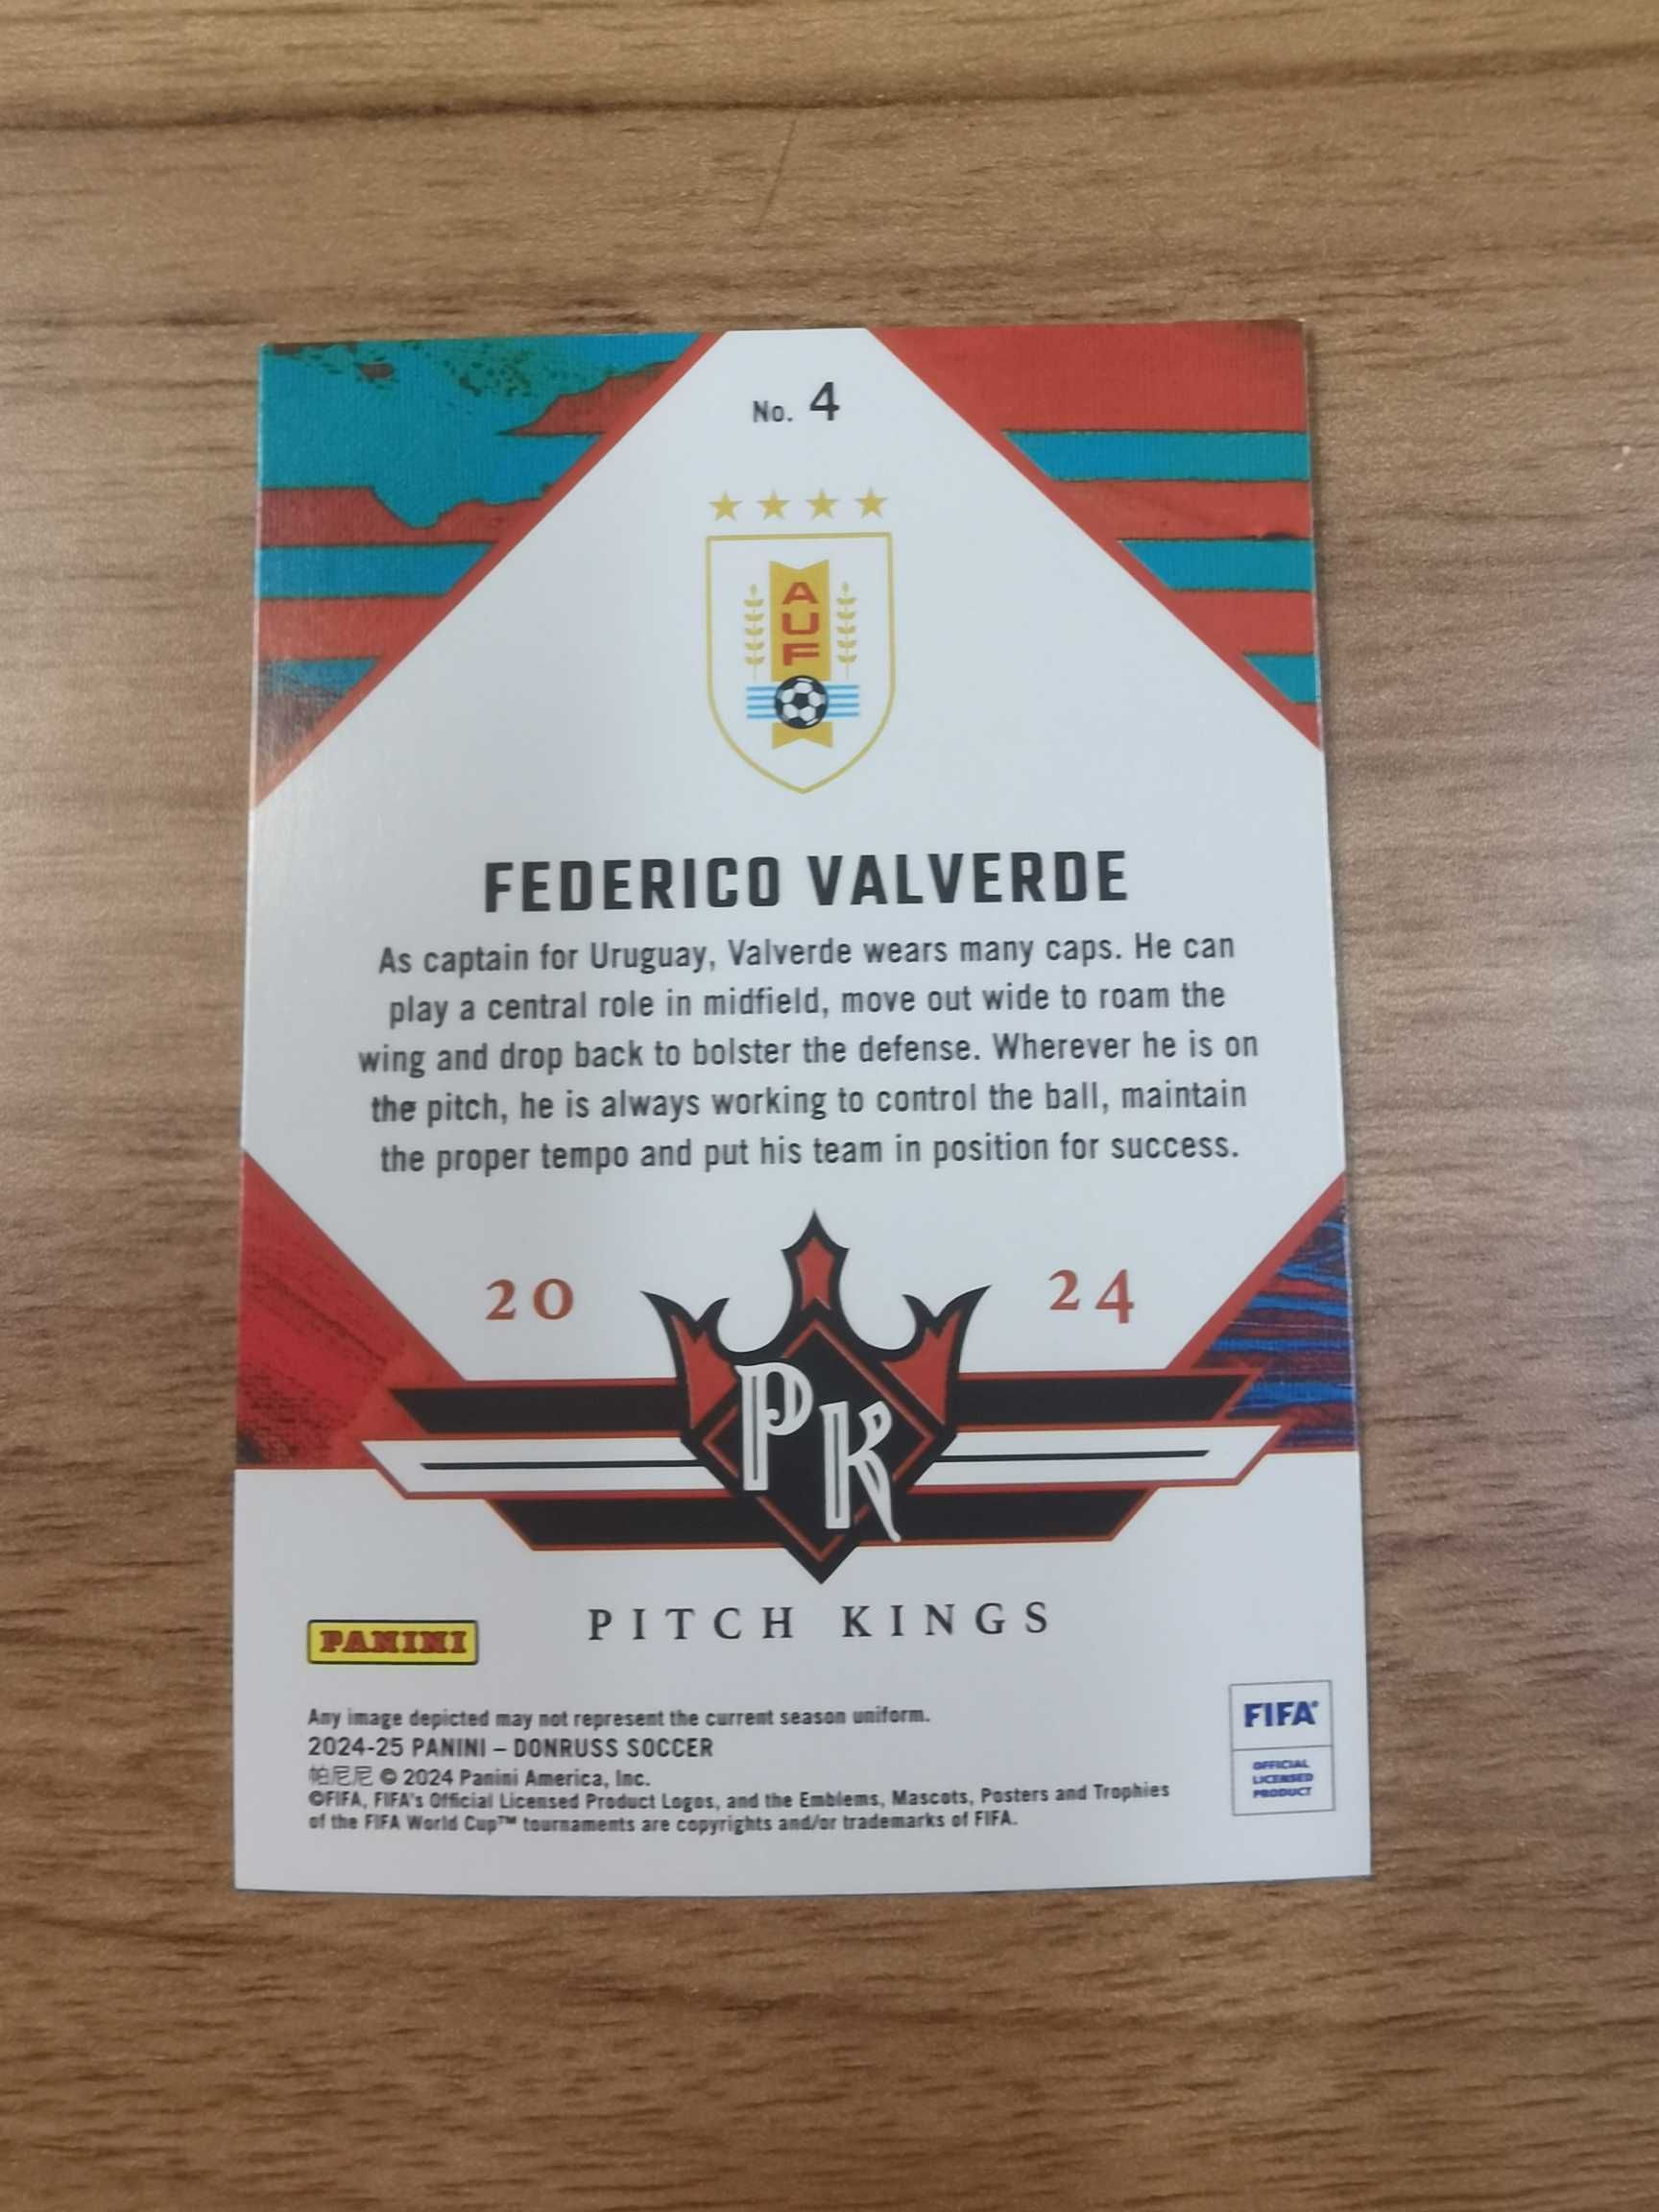 No. 4
AUF
FEDERICO VALVERDE
As captain for Uruguay, Valverde wears many caps. He can
play a central role in midfield, move out wide to roam the
wing and drop back to bolster the defense. Wherever he is on
the pitch, he is always working to control the ball, maintain
the proper tempo and put his team in position for success.
20 24
PK
PITCH KINGS
PANINI
Any image depicted may not represent the current season uniform.
2024-25 PANINI – DONRUSS SOCCER
帕尼尼 © 2024 Panini America, Inc.
©FIFA, FIFA's Official Licensed Product Logos, and the Emblems, Mascots, Posters and Trophies
of the FIFA World Cup™ tournaments are copyrights and/or trademarks of FIFA.
FIFA®
OFFICIAL
LICENSED
PRODUCT